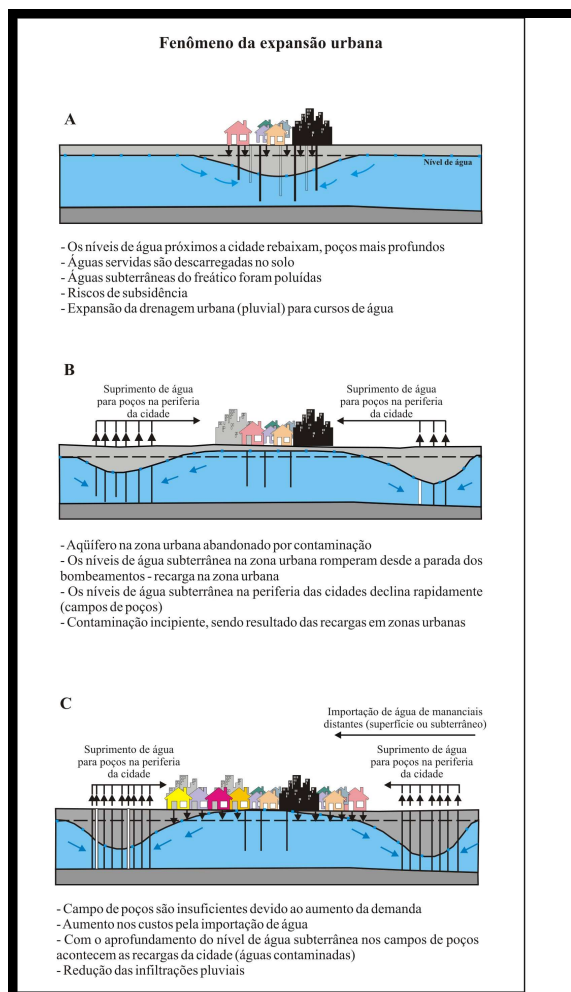 Fenômeno da expansão urbana
A
Nível de água
- Os níveis de água próximos a cidade rebaixam, poços mais profundos
- Águas servidas são descarregadas no solo
- Águas subterrâneas do freático foram poluídas
- Riscos de subsidência
- Expansão da drenagem urbana (pluvial) para cursos de água
B
Suprimento de água
para poços na periferia
da cidade
Suprimento de água
para poços na periferia
da cidade
- Aqüífero na zona urbana abandonado por contaminação
- Os níveis de água subterrânea na zona urbana romperam desde a parada dos
bombeamentos - recarga na zona urbana
- Os níveis de água subterrânea na periferia das cidades declina rapidamente
(campos de poços)
- Contaminação incipiente, sendo resultado das recargas em zonas urbanas
C
Importação de água de mananciais
distantes (superfície ou subterrâneo)
Suprimento de água
para poços na periferia
da cidade
Suprimento de água
para poços na periferia
da cidade
- Campo de poços são insuficientes devido ao aumento da demanda
- Aumento nos custos pela importação de água
- Com o aprofundamento do nível de água subterrânea nos campos de poços
acontecem as recargas da cidade (águas contaminadas)
- Redução das infiltrações pluviais